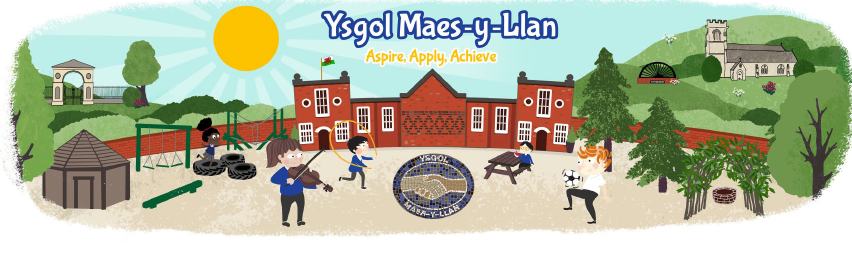 Ysgol Maes-y-Llan
Aspire, Apply, Achieve
YSGOL
MAES-Y-LLAN